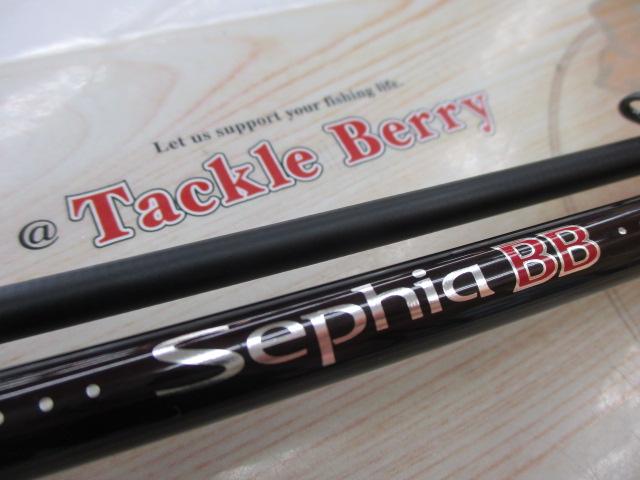 Let us support your fishing life.
@ Tackle Berry
Sephia BB